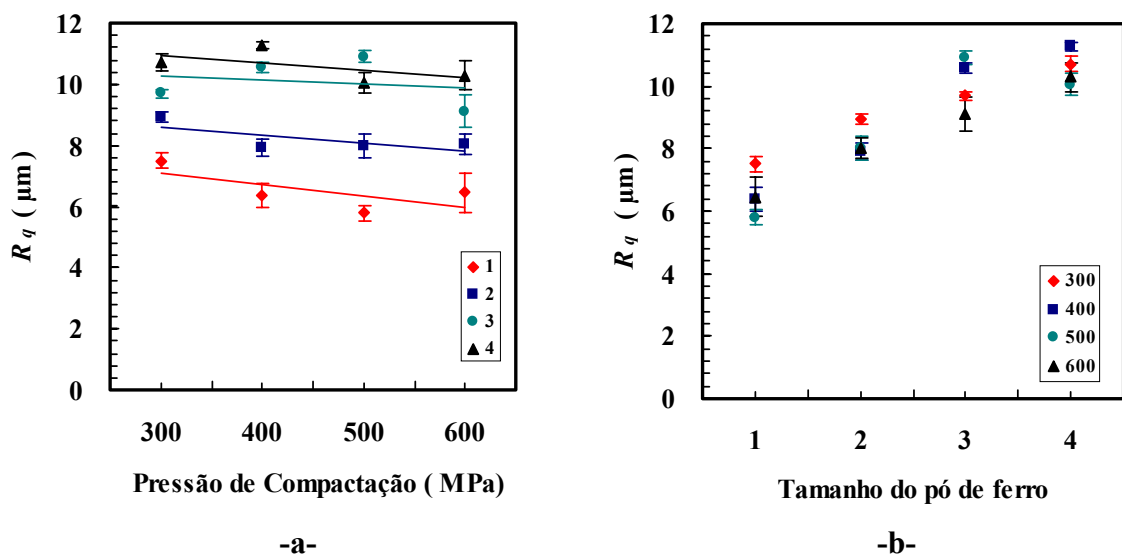 12
10
8
6
4
2
0
R q ( µm)
300 400 500 600
Pressão de Compactação ( MPa)
1
2
3
4
-a-
12
10
8
6
4
2
0
R q ( µm)
1 2 3 4
Tamanho do pó de ferro
300
400
500
600
-b-